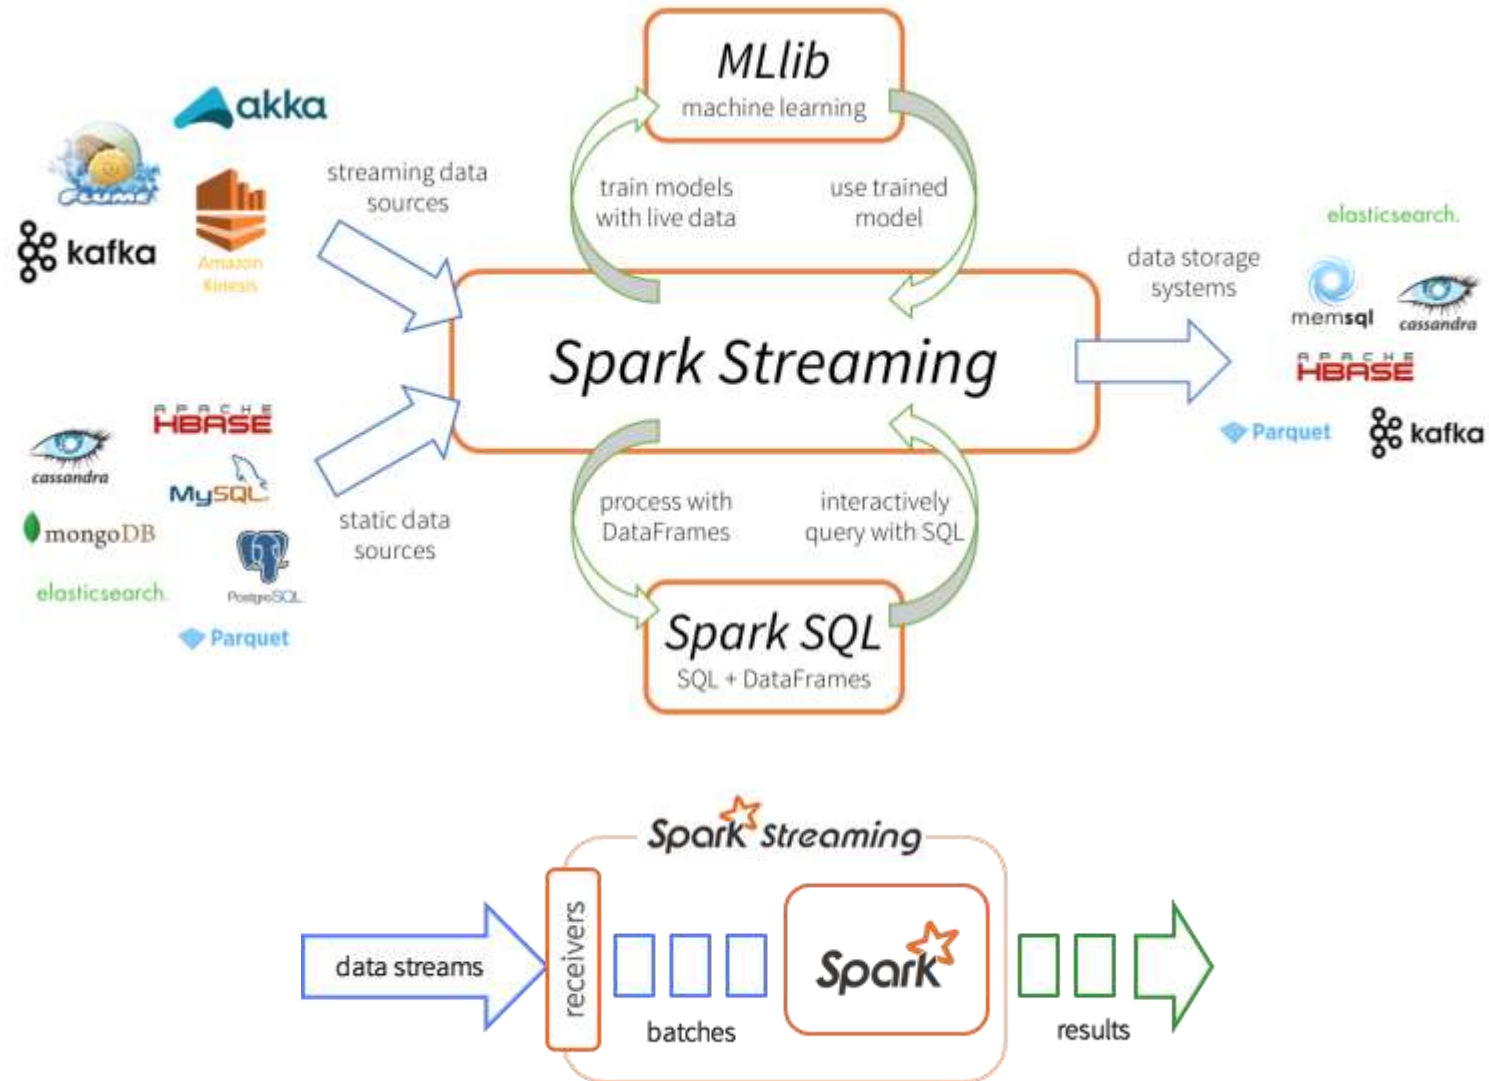 MLlib
machine learning
akka
FLUME
kafka
Amazon
Kinesis
streaming data
sources
train models
with live data
use trained
model
data storage
systems
elasticsearch.
memsql
cassandra
APACHE
HBASE
Parquet
kafka
Spark Streaming
APACHE
HBASE
cassandra
MySQL
mongoDB
PostgreSQL
elasticsearch.
Parquet
static data
sources
process with
DataFrames
interactively
query with SQL
Spark SQL
SQL + DataFrames
Spark Streaming
data streams
receivers
batches
Spark
results